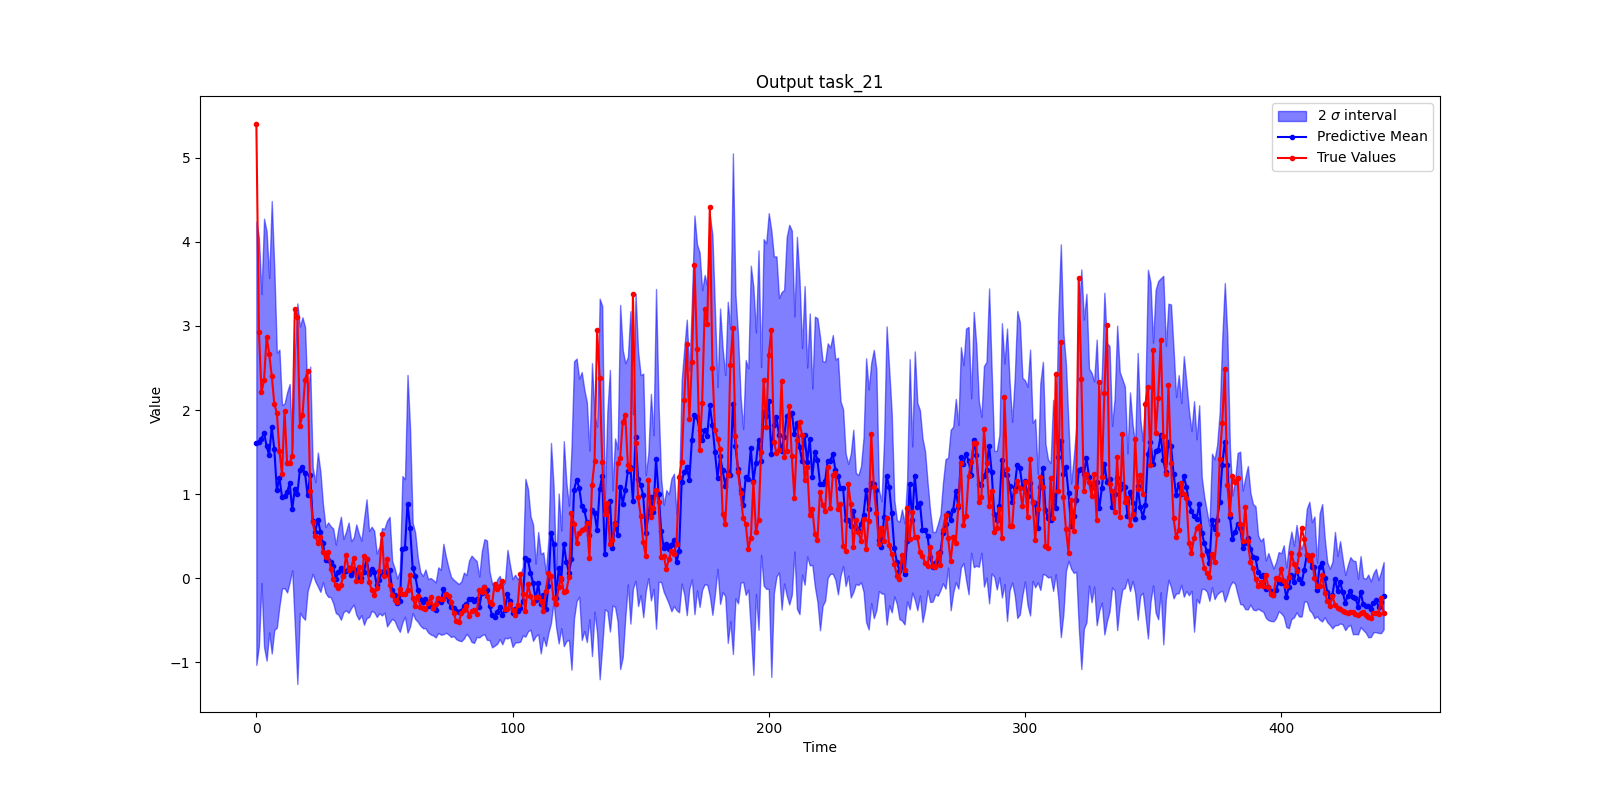 Output task_21
2 σ interval
Predictive Mean
True Values
Value
5
4
3
2
1
0
−1
0
100
200
300
400
Time